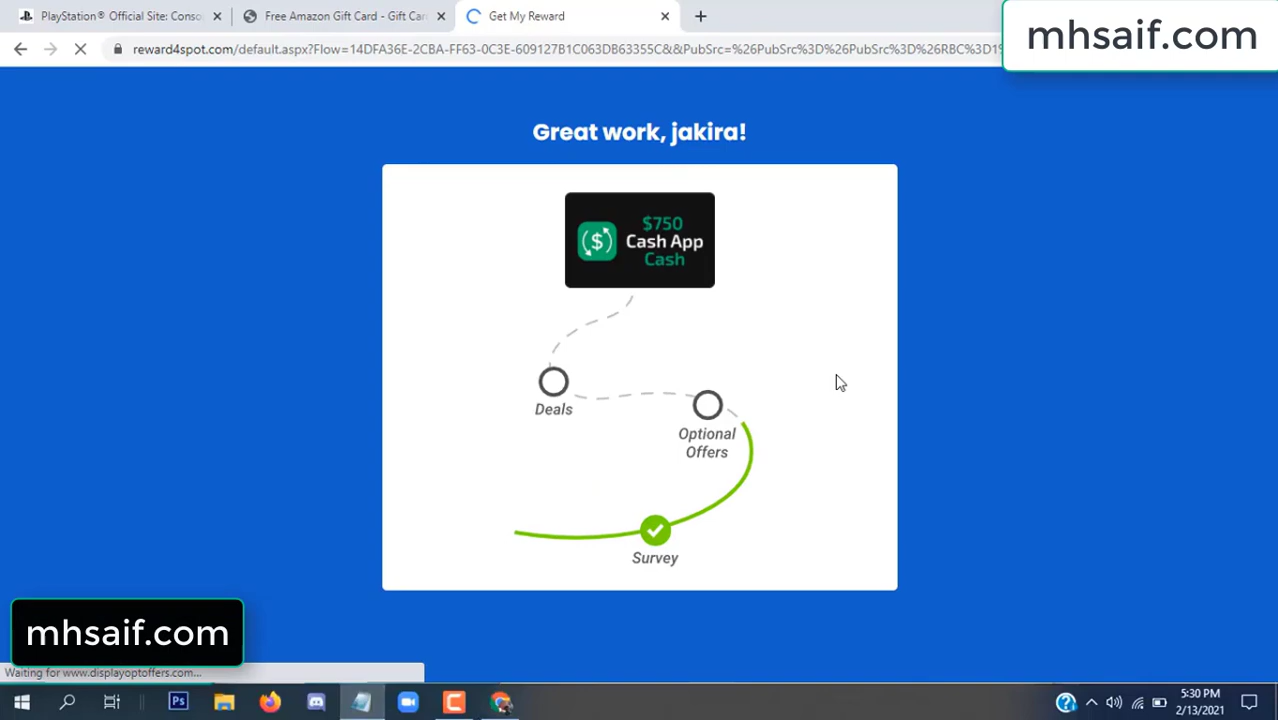 PlayStation® Official Site: Conso
Free Amazon Gift Card - Gift Car
Get My Reward
reward4spot.com/default.aspx?Flow=14DFA36E-2CBA-FF63-0C3E-609127B1C063DB63355C&&PubSrc=%26PubSrc%3D%26PubSrc%3D%26RBC%3D1%
mhsaif.com
Great work, jakira!
$750
Cash App
Cash
Deals
Optional
Offers
Survey
mhsaif.com
Waiting for www.displayoptoffers.com...
Ps
5:30 PM
2/13/2021